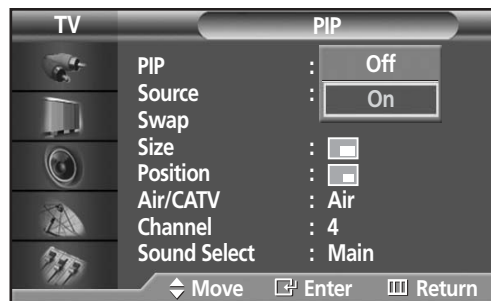 TV PIP
PIP : Off
Source : On
Swap
Size :
Position :
Air/CATV : Air
Channel : 4
Sound Select : Main
Move Enter Return